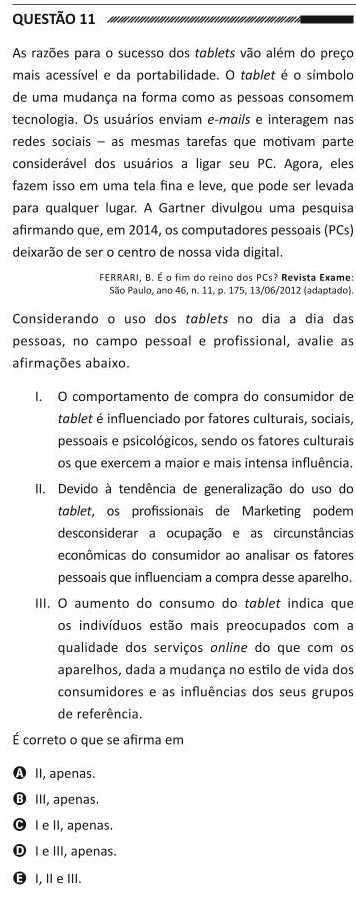 QUESTÃO 11
As razões para o sucesso dos tablets vão além do preço
mais acessível e da portabilidade. O tablet é o símbolo
de uma mudança na forma como as pessoas consomem
tecnologia. Os usuários enviam e-mails e interagem nas
redes sociais – as mesmas tarefas que motivam parte
considerável dos usuários a ligar seu PC. Agora, eles
fazem isso em uma tela fina e leve, que pode ser levada
para qualquer lugar. A Gartner divulgou uma pesquisa
afirmando que, em 2014, os computadores pessoais (PCs)
deixarão de ser o centro de nossa vida digital.
FERRARI, B. É o fim do reino dos PCs? Revista Exame:
São Paulo, ano 46, n. 11, p. 175, 13/06/2012 (adaptado).
Considerando o uso dos tablets no dia a dia das
pessoas, no campo pessoal e profissional, avalie as
afirmações abaixo.
I. O comportamento de compra do consumidor de
tablet é influenciado por fatores culturais, sociais,
pessoais e psicológicos, sendo os fatores culturais
os que exercem a maior e mais intensa influência.
II. Devido à tendência de generalização do uso do
tablet, os profissionais de Marketing podem
desconsiderar a ocupação e as circunstâncias
econômicas do consumidor ao analisar os fatores
pessoais que influenciam a compra desse aparelho.
III. O aumento do consumo do tablet indica que
os indivíduos estão mais preocupados com a
qualidade dos serviços online do que com os
aparelhos, dada a mudança no estilo de vida dos
consumidores e as influências dos seus grupos
de referência.
É correto o que se afirma em
A II, apenas.
B III, apenas.
C I e II, apenas.
D I e III, apenas.
E I, II e III.